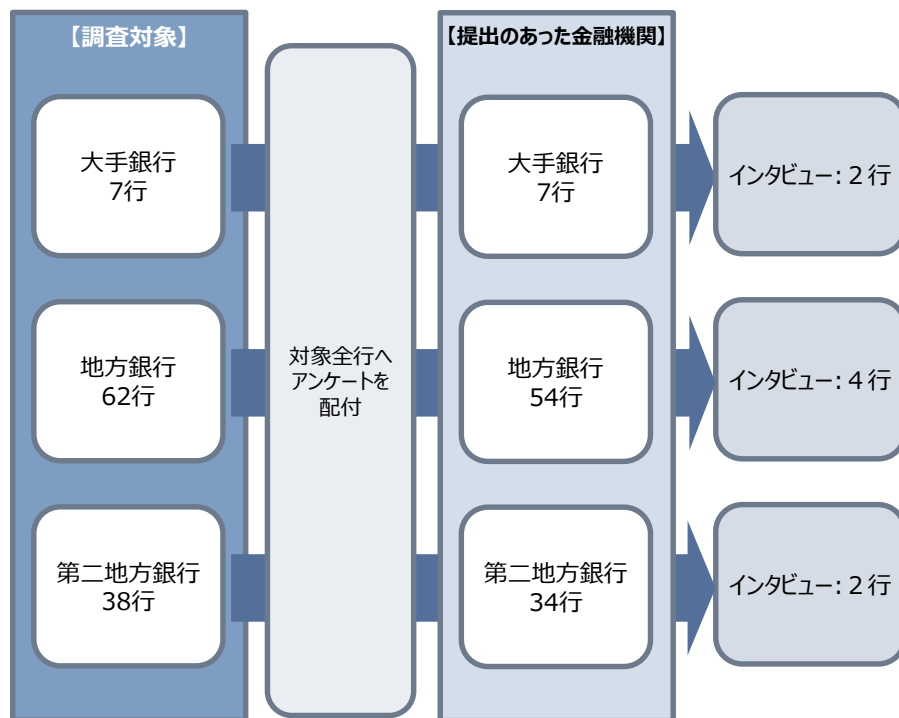 【調査対象】
大手銀行
7行
地方銀行
62行
第二地方銀行
38行
対象全行へ
アンケートを
配付
【提出のあった金融機関】
大手銀行
7行
地方銀行
54行
第二地方銀行
34行
インタビュー：２行
インタビュー：４行
インタビュー：２行